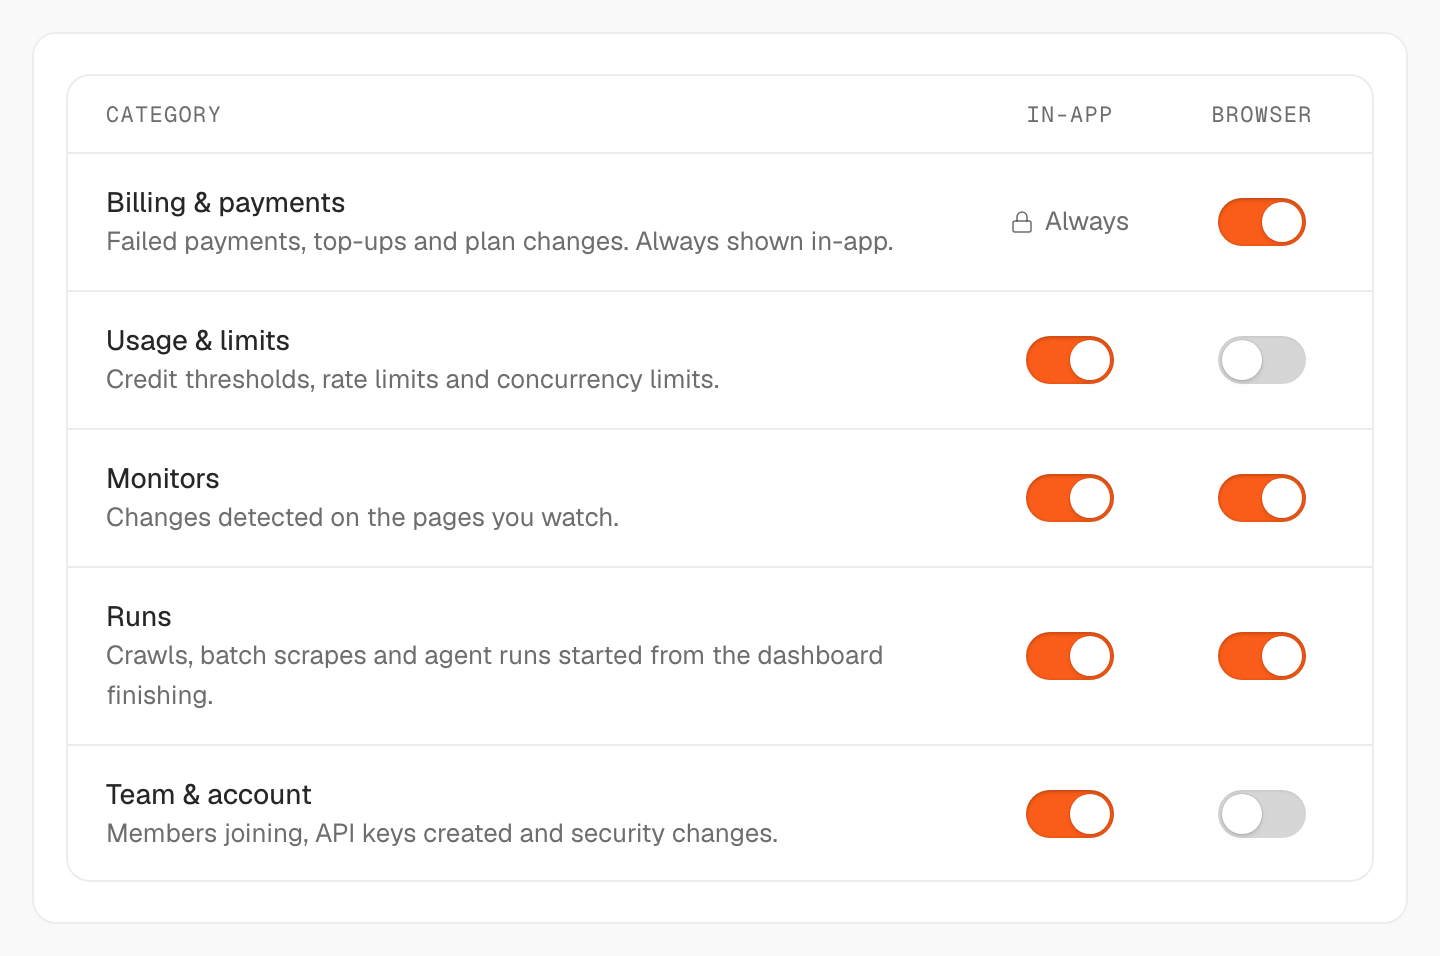 CATEGORY IN-APP BROWSER
Billing & payments
Failed payments, top-ups and plan changes. Always shown in-app.
Always
Usage & limits
Credit thresholds, rate limits and concurrency limits.
Monitors
Changes detected on the pages you watch.
Runs
Crawls, batch scrapes and agent runs started from the dashboard
finishing.
Team & account
Members joining, API keys created and security changes.